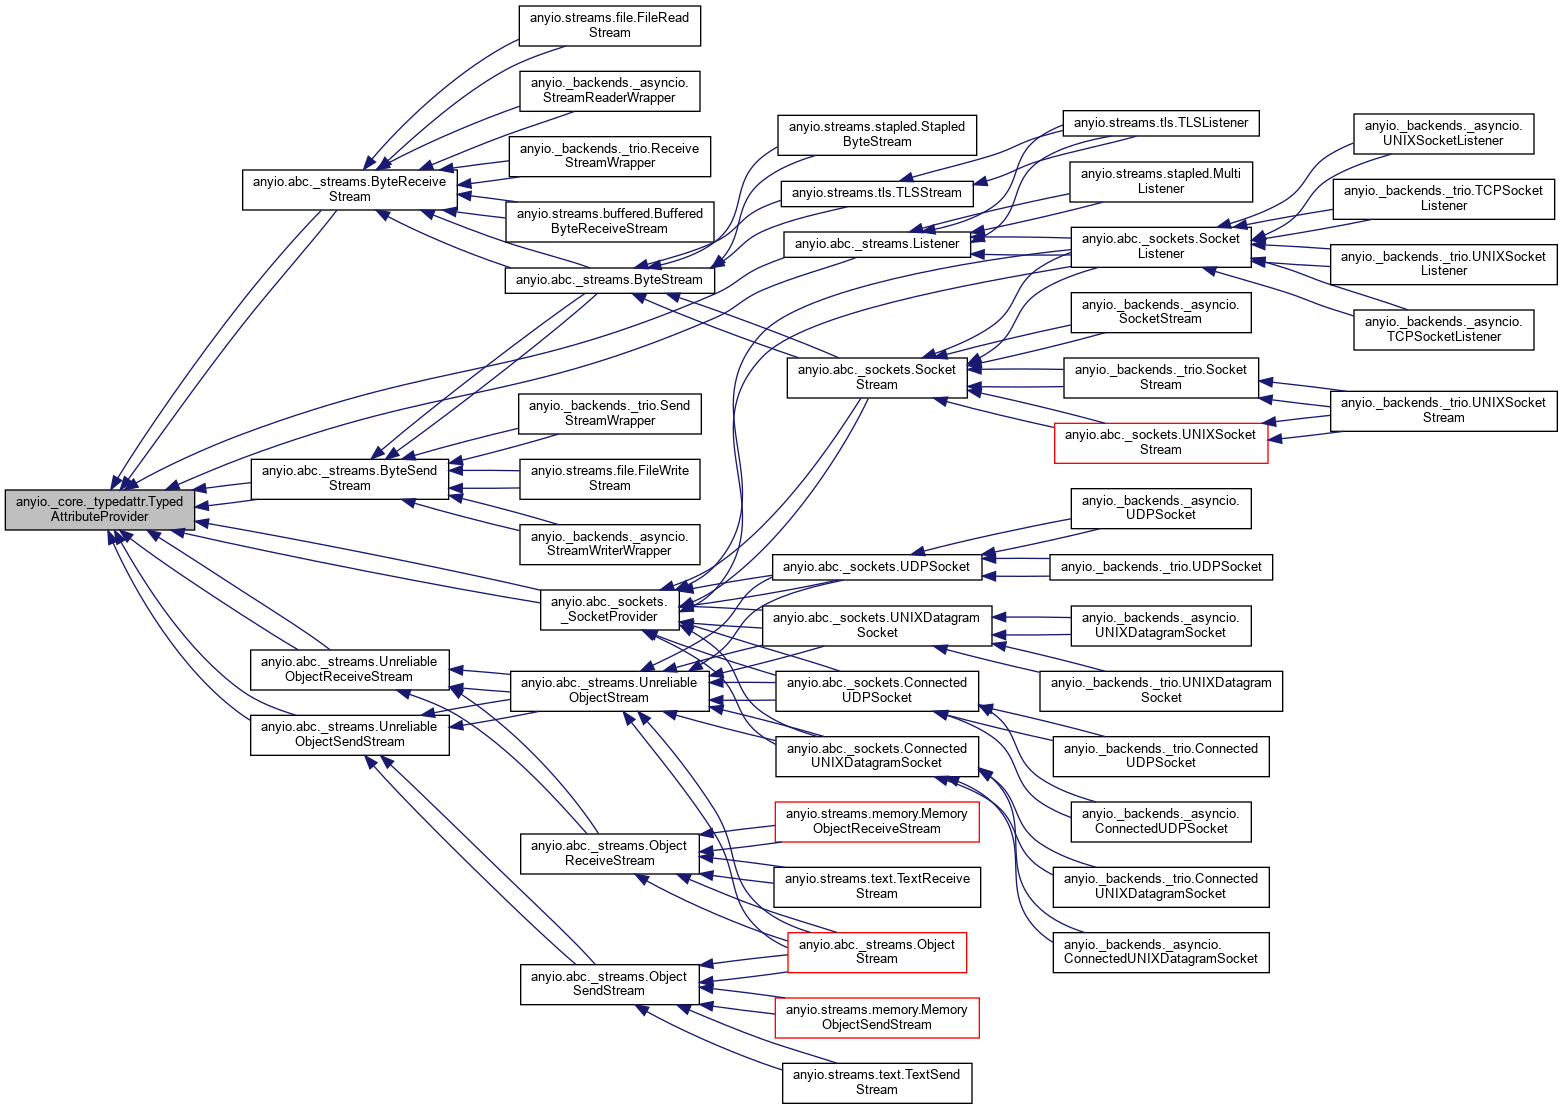 anyio.streams.file.FileRead
Stream
anyio._backends._asyncio.
StreamReaderWrapper
anyio._backends._trio.Receive
StreamWrapper
anyio.abc._streams.ByteReceive
Stream
anyio.streams.buffered.Buffered
ByteReceiveStream
anyio.abc._streams.ByteStream
anyio._backends._trio.Send
StreamWrapper
anyio.abc._streams.ByteSend
Stream
anyio.streams.file.FileWrite
Stream
anyio._core._typedattr.Typed
AttributeProvider
anyio._backends._asyncio.
StreamWriterWrapper
anyio.abc._sockets.
_SocketProvider
anyio.abc._streams.Unreliable
ObjectReceiveStream
anyio.abc._streams.Unreliable
ObjectStream
anyio.abc._streams.Unreliable
ObjectSendStream
anyio.abc._streams.Object
ReceiveStream
anyio.abc._streams.Object
SendStream
anyio.streams.stapled.Stapled
ByteStream
anyio.streams.tls.TLSStream
anyio.abc._streams.Listener
anyio.abc._sockets.Socket
Stream
anyio.abc._sockets.UDPSocket
anyio.abc._sockets.UNIXDatagram
Socket
anyio.abc._sockets.Connected
UDPSocket
anyio.abc._sockets.Connected
UNIXDatagramSocket
anyio.streams.memory.Memory
ObjectReceiveStream
anyio.streams.text.TextReceive
Stream
anyio.abc._streams.Object
Stream
anyio.streams.memory.Memory
ObjectSendStream
anyio.streams.text.TextSend
Stream
anyio.streams.tls.TLSListener
anyio.streams.stapled.Multi
Listener
anyio.abc._sockets.Socket
Listener
anyio._backends._asyncio.
SocketStream
anyio._backends._trio.Socket
Stream
anyio.abc._sockets.UNIXSocket
Stream
anyio._backends._asyncio.
UDPSocket
anyio._backends._trio.UDPSocket
anyio._backends._asyncio.
UNIXDatagramSocket
anyio._backends._trio.UNIXDatagram
Socket
anyio._backends._trio.Connected
UDPSocket
anyio._backends._asyncio.
ConnectedUDPSocket
anyio._backends._trio.Connected
UNIXDatagramSocket
anyio._backends._asyncio.
ConnectedUNIXDatagramSocket
anyio._backends._asyncio.
UNIXSocketListener
anyio._backends._trio.TCPSocket
Listener
anyio._backends._trio.UNIXSocket
Listener
anyio._backends._asyncio.
TCPSocketListener
anyio._backends._trio.UNIXSocket
Stream